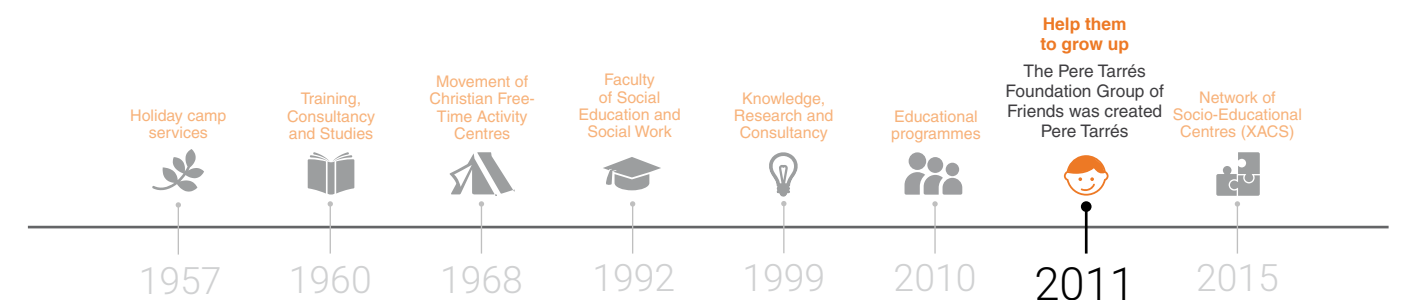 Holiday camp
services
1957
Training,
Consultancy
and Studies
1960
Movement of
Christian Free-
Time Activity
Centres
1968
Faculty
of Social
Education and
Social Work
1992
Knowledge,
Research and
Consultancy
1999
Educational
programmes
2010
Help them
to grow up
The Pere Tarrés
Foundation Group of
Friends was created
Pere Tarrés
2011
Network of
Socio-Educational
Centres (XACS)
2015